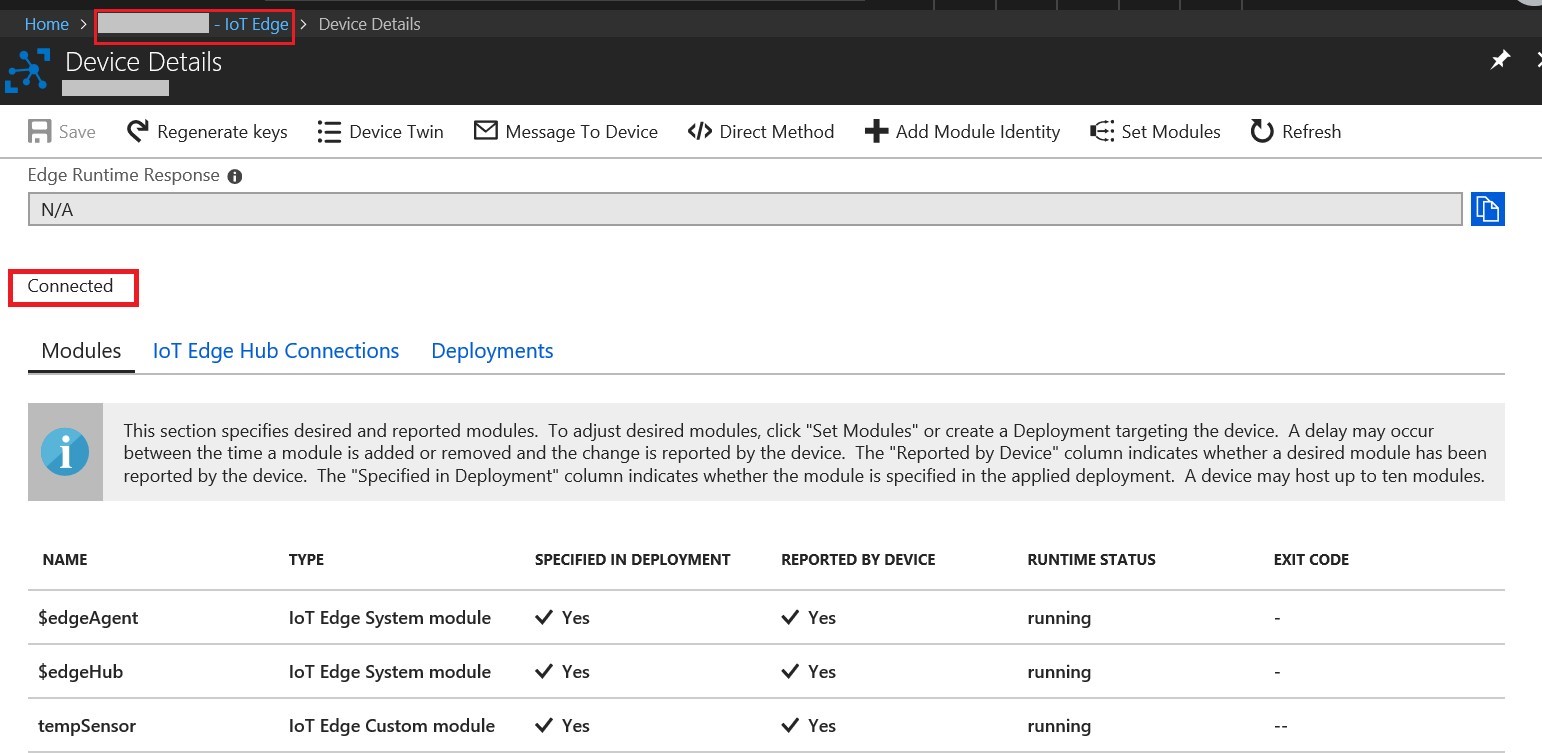 Home > - IoT Edge > Device Details
Device Details
Save Regenerate keys Device Twin Message To Device Direct Method Add Module Identity Set Modules Refresh
Edge Runtime Response
N/A
Connected
Modules IoT Edge Hub Connections Deployments
This section specifies desired and reported modules. To adjust desired modules, click "Set Modules" or create a Deployment targeting the device. A delay may occur
between the time a module is added or removed and the change is reported by the device. The "Reported by Device" column indicates whether a desired module has been
reported by the device. The "Specified in Deployment" column indicates whether the module is specified in the applied deployment. A device may host up to ten modules.
NAME TYPE SPECIFIED IN DEPLOYMENT REPORTED BY DEVICE RUNTIME STATUS EXIT CODE
$edgeAgent IoT Edge System module Yes Yes running -
$edgeHub IoT Edge System module Yes Yes running -
tempSensor IoT Edge Custom module Yes Yes running --